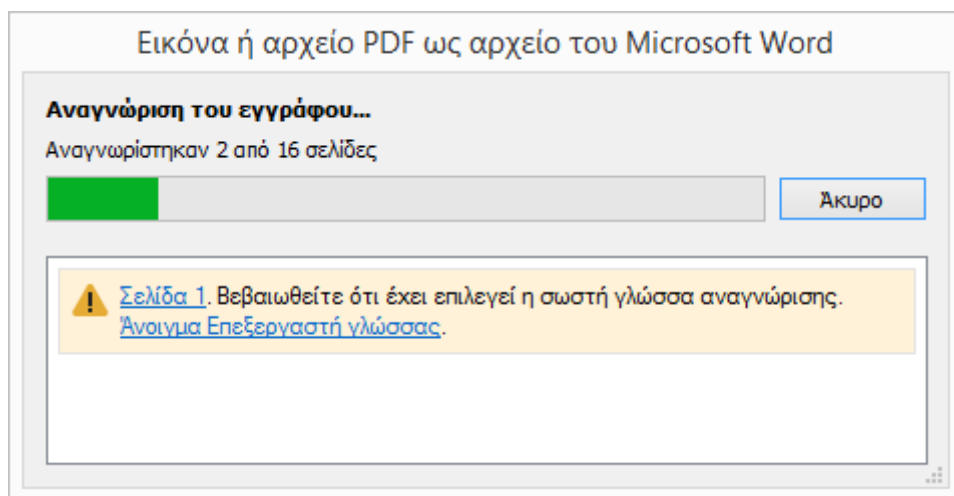 Εικόνα ή αρχείο PDF ως αρχείο του Microsoft Word
Αναγνώριση του εγγράφου...
Αναγνωρίστηκαν 2 από 16 σελίδες
Άκυρο
Σελίδα 1. Βεβαιωθείτε ότι έχει επιλεγεί η σωστή γλώσσα αναγνώρισης.
Άνοιγμα Επεξεργαστή γλώσσας.